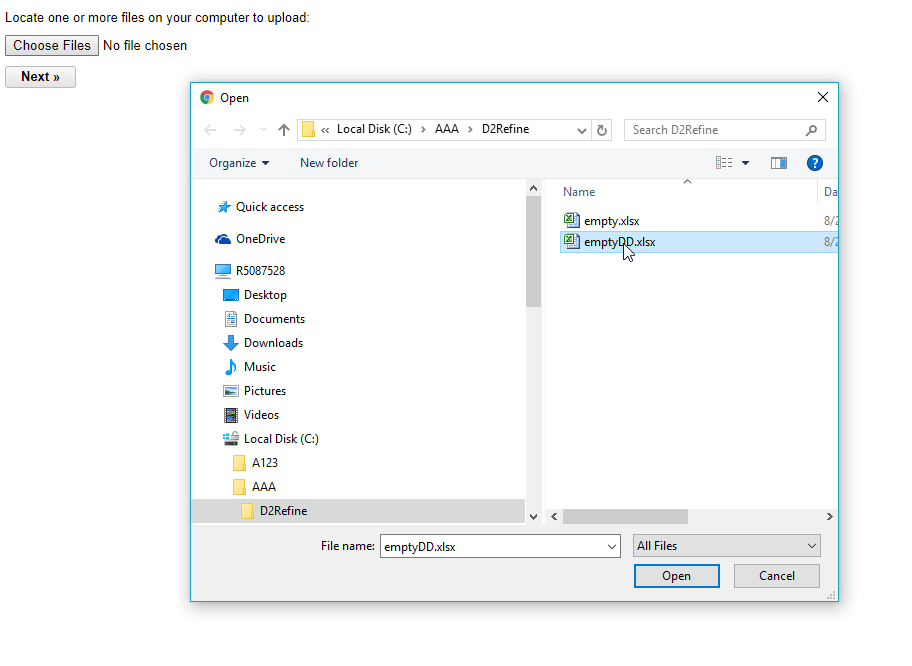 Locate one or more files on your computer to upload:
Choose Files No file chosen
Next »
Open
« Local Disk (C:) › AAA › D2Refine
Search D2Refine
Organize New folder
?
Name Da
Quick access
OneDrive
R5087528
Desktop
Documents
Downloads
Music
Pictures
Videos
Local Disk (C:)
A123
AAA
D2Refine
empty.xlsx 8/2
emptyDD.xlsx 8/2
File name: emptyDD.xlsx All Files
Open Cancel